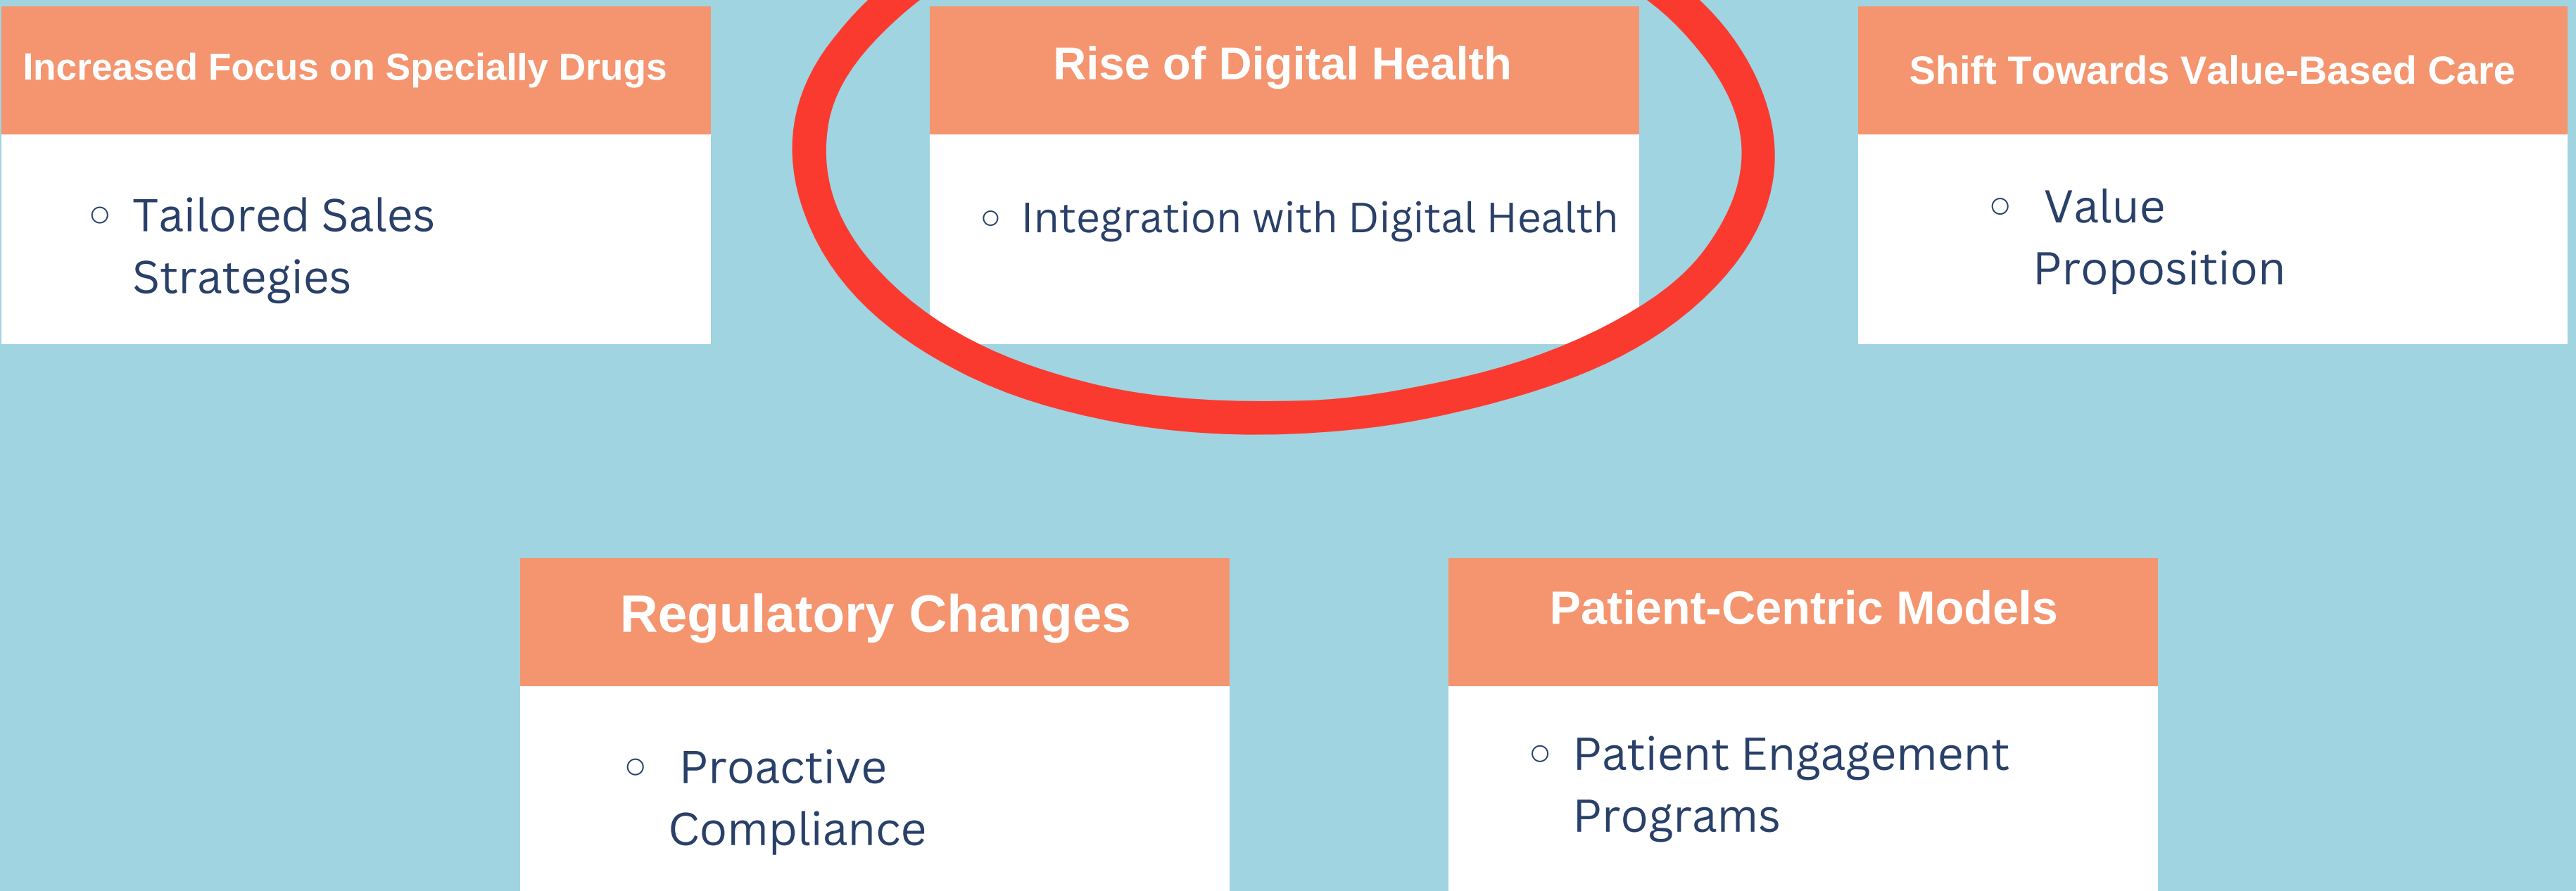 Increased Focus on Specially Drugs
Tailored Sales
Strategies
Rise of Digital Health
Integration with Digital Health
Shift Towards Value-Based Care
Value
Proposition
Regulatory Changes
Proactive
Compliance
Patient-Centric Models
Patient Engagement
Programs